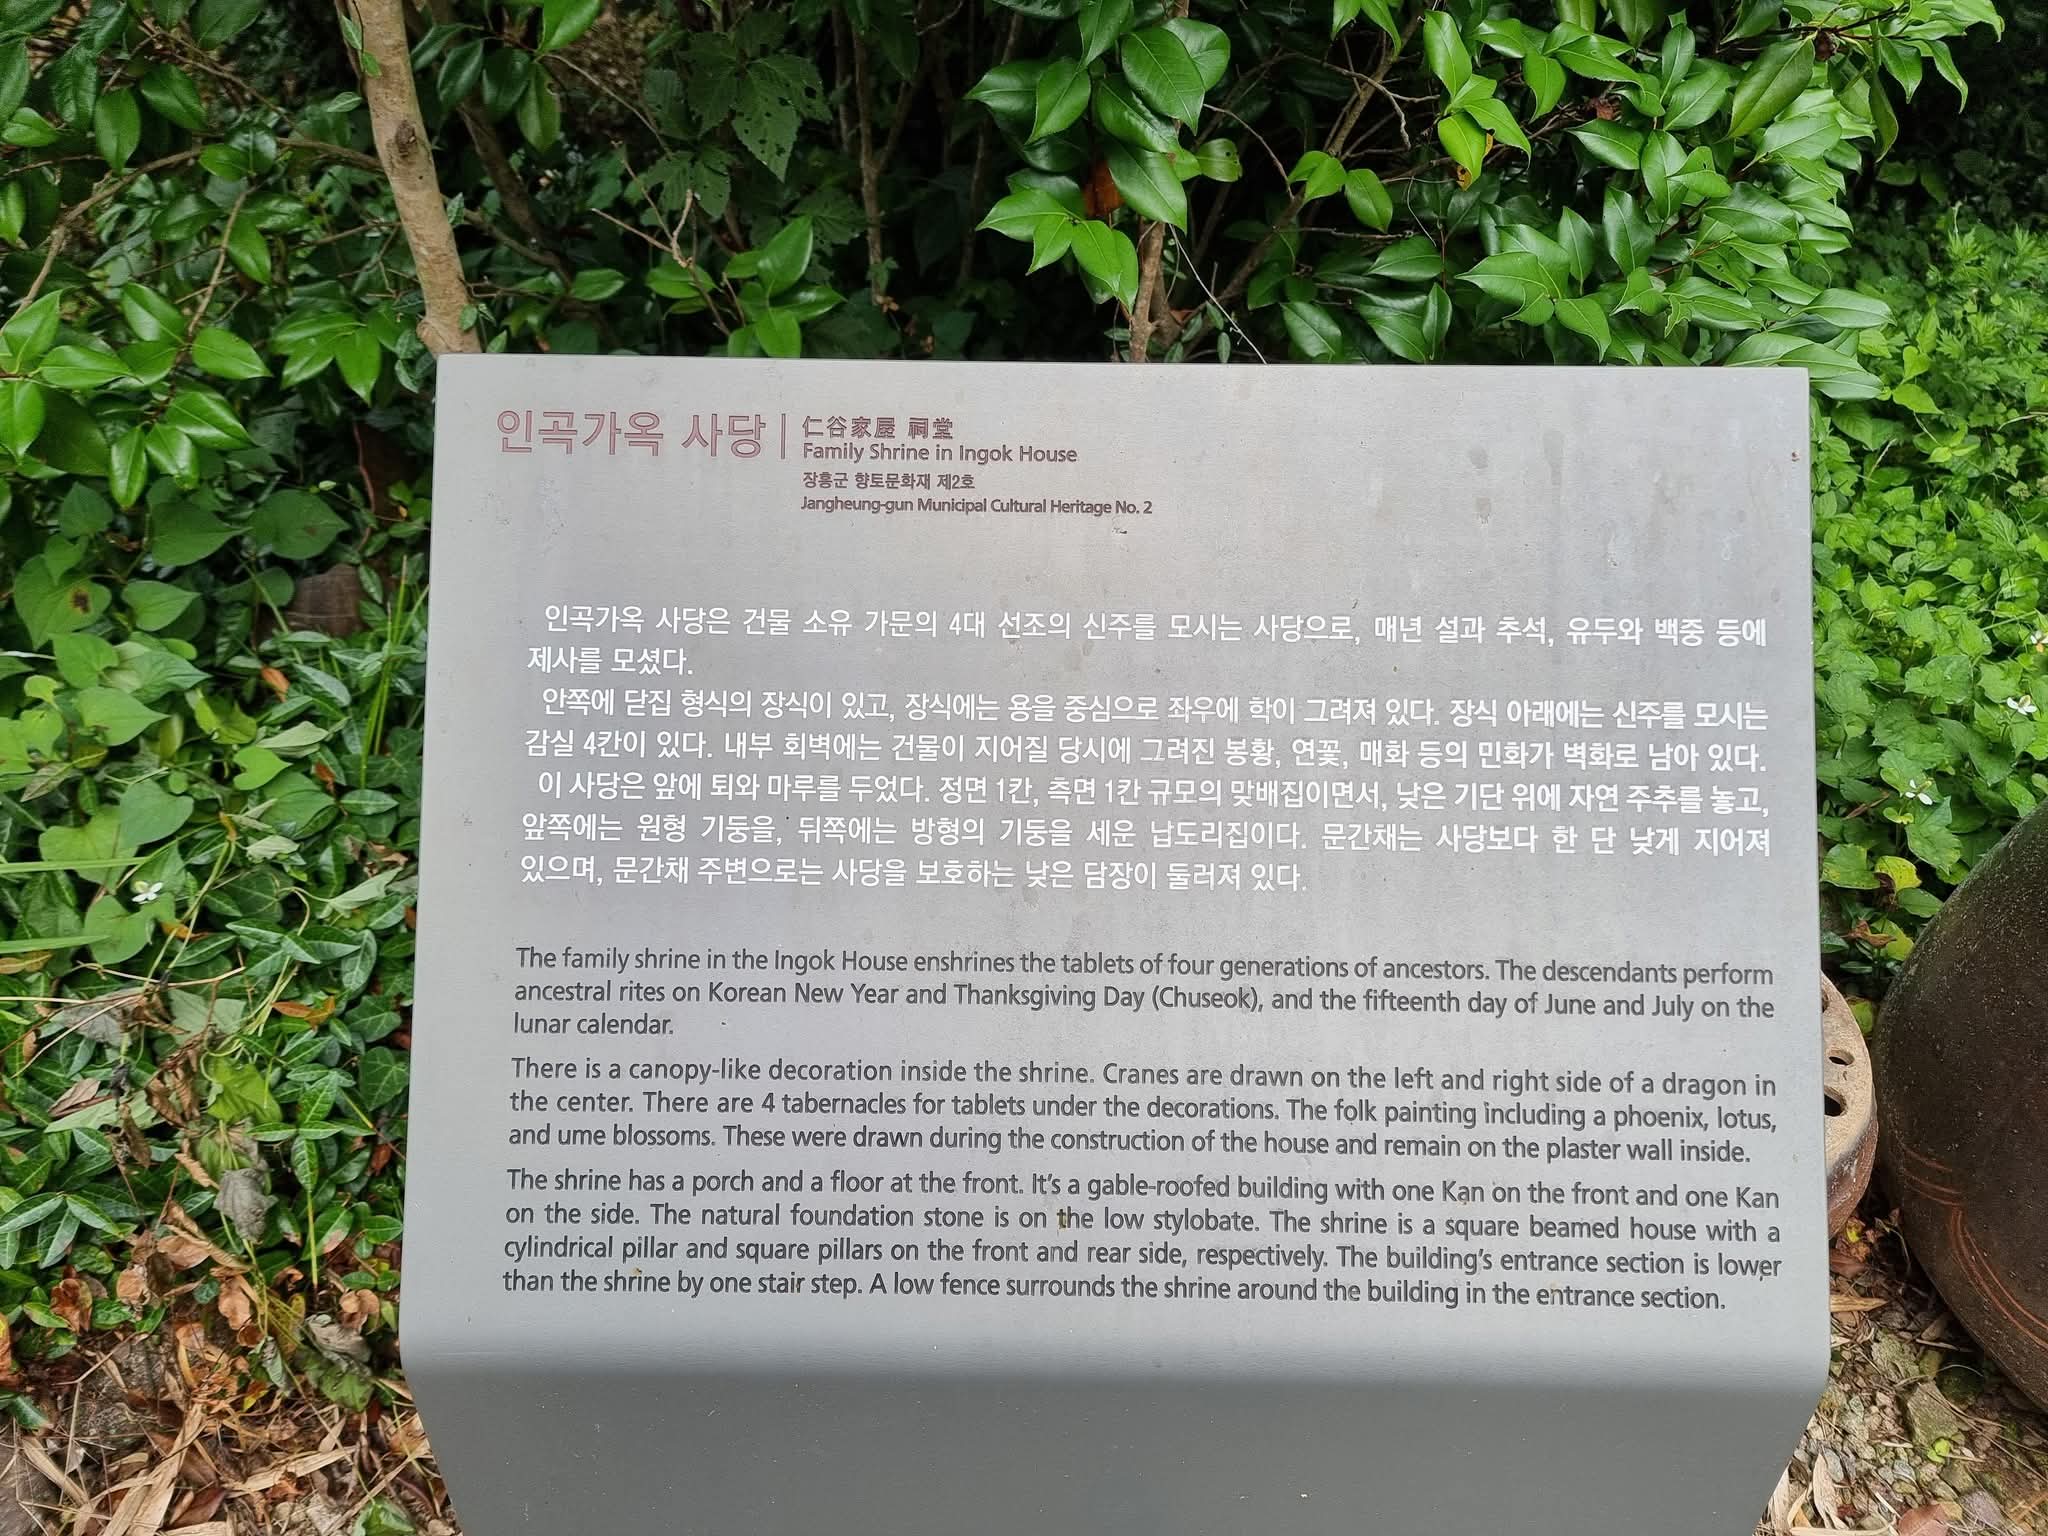 인곡가옥 사당
仁谷家屋 祠堂
Family Shrine in Ingok House
장흥군 향토문화재 제2호
Jangheung-gun Municipal Cultural Heritage No. 2
인곡가옥 사당은 건물 소유 가문의 4대 선조의 신주를 모시는 사당으로, 매년 설과 추석, 유두와 백중 등에
제사를 모셨다.
안쪽에 닫집 형식의 장식이 있고, 장식에는 용을 중심으로 좌우에 학이 그려져 있다. 장식 아래에는 신주를 모시는
감실 4칸이 있다. 내부 회벽에는 건물이 지어질 당시에 그려진 봉황, 연꽃, 매화 등의 민화가 벽화로 남아 있다.
이 사당은 앞에 퇴와 마루를 두었다. 정면 1칸, 측면 1칸 규모의 맞배집이면서, 낮은 기단 위에 자연 주추를 놓고,
앞쪽에는 원형 기둥을, 뒤쪽에는 방형의 기둥을 세운 납도리집이다. 문간채는 사당보다 한 단 낮게 지어져
있으며, 문간채 주변으로는 사당을 보호하는 낮은 담장이 둘러져 있다.
The family shrine in the Ingok House enshrines the tablets of four generations of ancestors. The descendants perform
ancestral rites on Korean New Year and Thanksgiving Day (Chuseok), and the fifteenth day of June and July on the
lunar calendar.
There is a canopy-like decoration inside the shrine. Cranes are drawn on the left and right side of a dragon in
the center. There are 4 tabernacles for tablets under the decorations. The folk painting including a phoenix, lotus,
and ume blossoms. These were drawn during the construction of the house and remain on the plaster wall inside.
The shrine has a porch and a floor at the front. It's a gable-roofed building with one Kan on the front and one Kan
on the side. The natural foundation stone is on the low stylobate. The shrine is a square beamed house with a
cylindrical pillar and square pillars on the front and rear side, respectively. The building's entrance section is lower
than the shrine by one stair step. A low fence surrounds the shrine around the building in the entrance section.